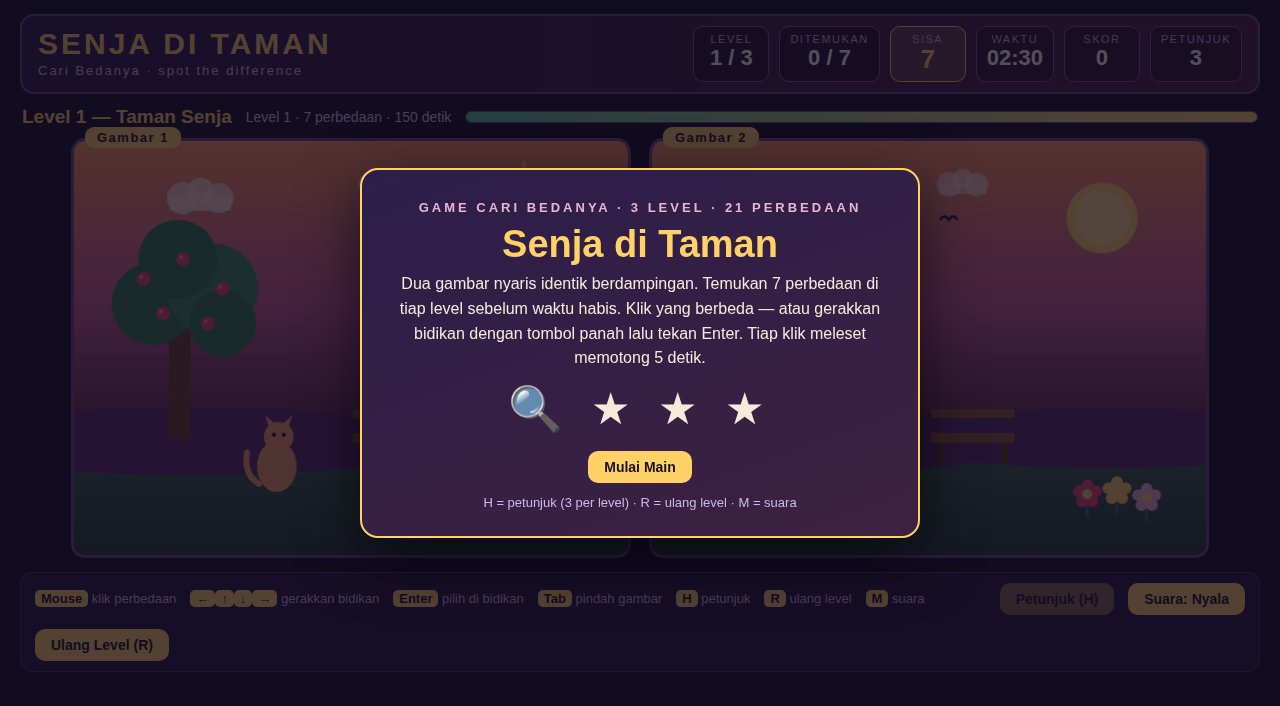 SENJA DI TAMAN
Cari Bedanya · spot the difference
LEVEL
1 / 3
DITEMUKAN
0 / 7
SISA
7
WAKTU
02:30
SKOR
0
PETUNJUK
3
Level 1 — Taman Senja
Level 1 · 7 perbedaan · 150 detik
Gambar 1
Gambar 2
GAME CARI BEDANYA · 3 LEVEL · 21 PERBEDAAN
Senja di Taman
Dua gambar nyaris identik berdampingan. Temukan 7 perbedaan di
tiap level sebelum waktu habis. Klik yang berbeda — atau gerakkan
bidikan dengan tombol panah lalu tekan Enter. Tiap klik meleset
memotong 5 detik.
Mulai Main
H = petunjuk (3 per level) · R = ulang level · M = suara
Mouse klik perbedaan ← ↑ ↓ → gerakkan bidikan Enter pilih di bidikan Tab pindah gambar H petunjuk R ulang level M suara
Petunjuk (H)
Suara: Nyala
Ulang Level (R)